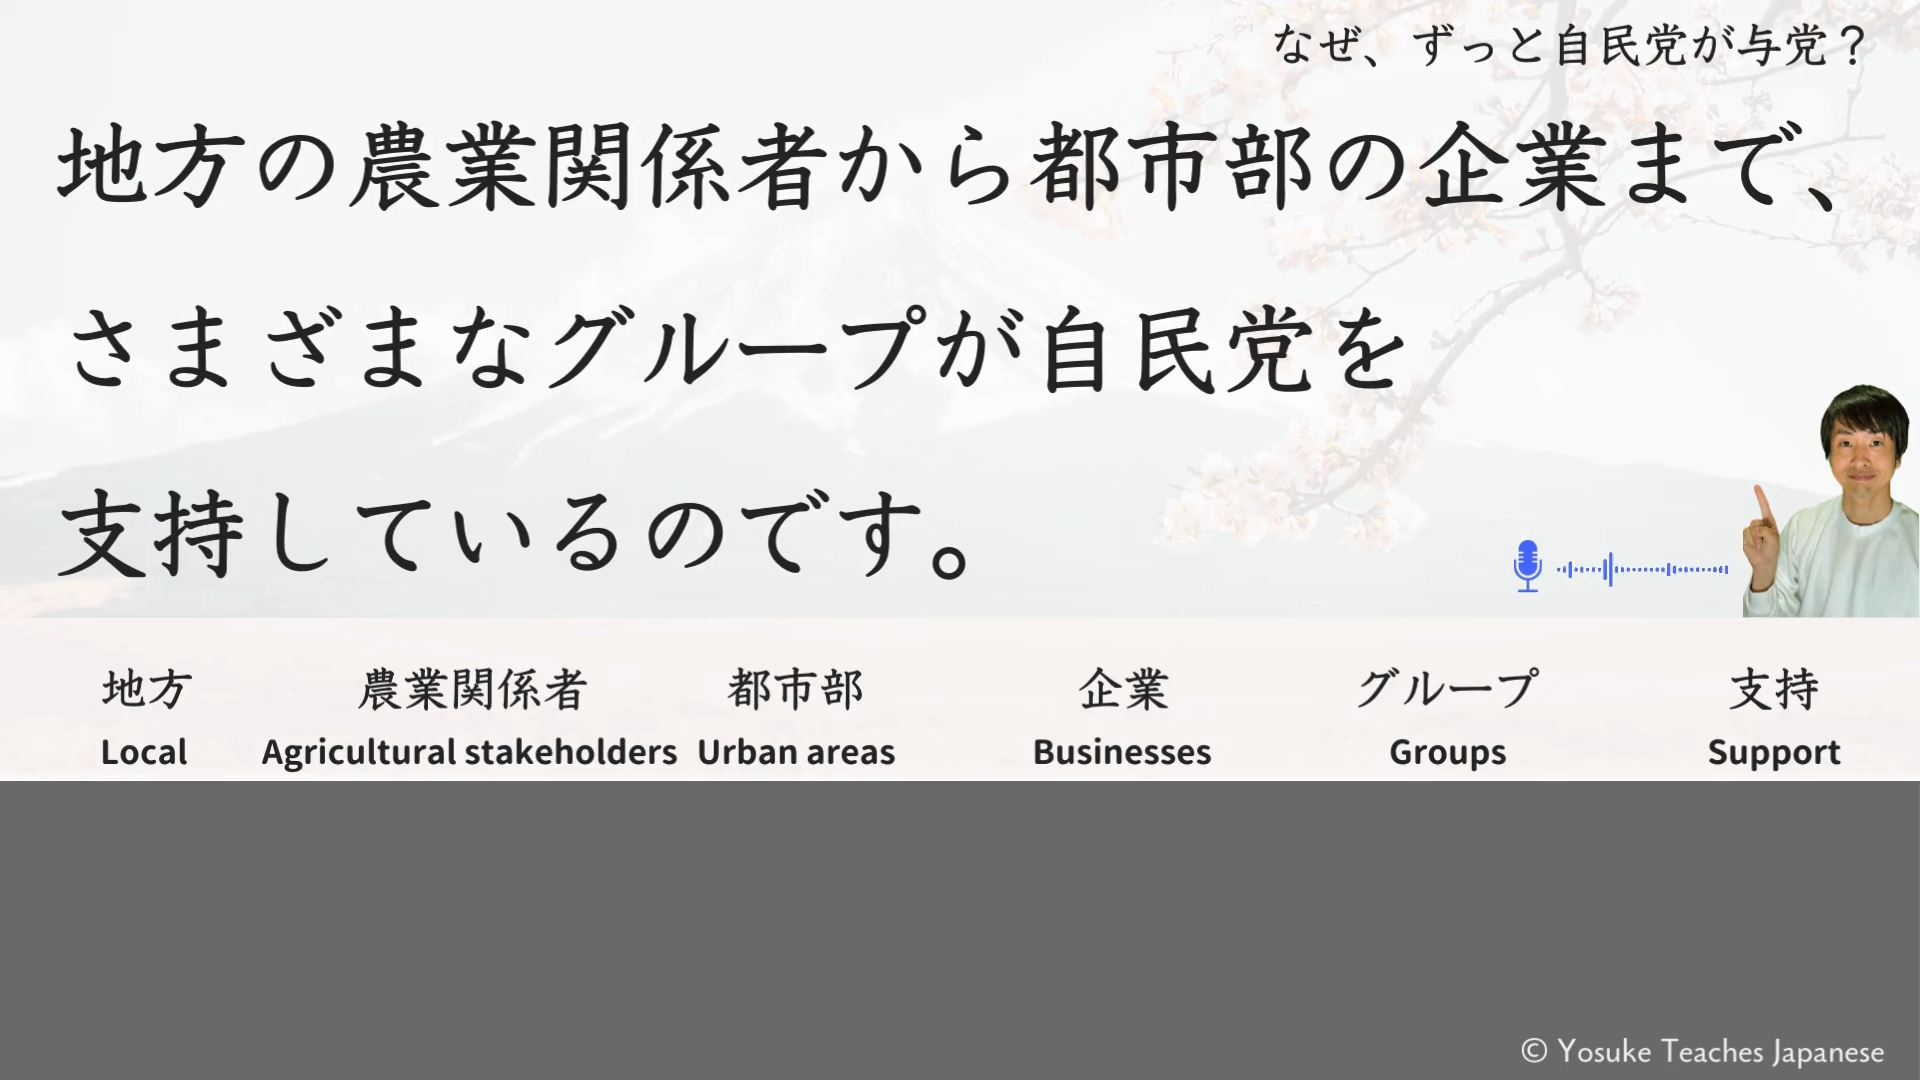 なぜ、ずっと自民党が与党？
地方の農業関係者から都市部の企業まで、
さまざまなグループが自民党を
支持しているのです。
地方 農業関係者 都市部 企業 グループ 支持
Local Agricultural stakeholders Urban areas Businesses Groups Support
© Yosuke Teaches Japanese